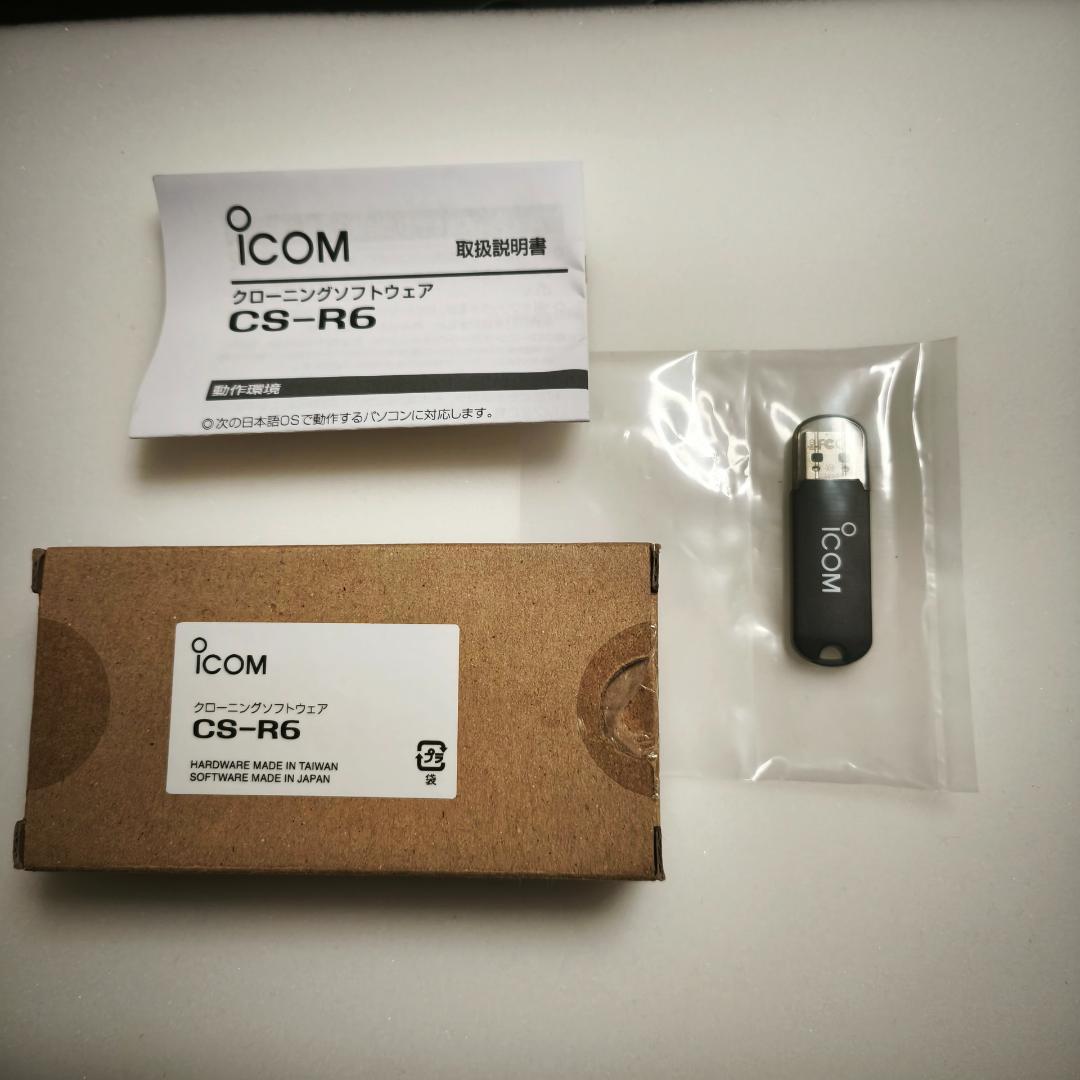 ICOM
取扱説明書
クローニングソフトウェア
CS-R6
動作環境
◎次の日本語OSで動作するパソコンに対応します。
ICOM
ICOM
クローニングソフトウェア
CS-R6
HARDWARE MADE IN TAIWAN
SOFTWARE MADE IN JAPAN
プラ
袋